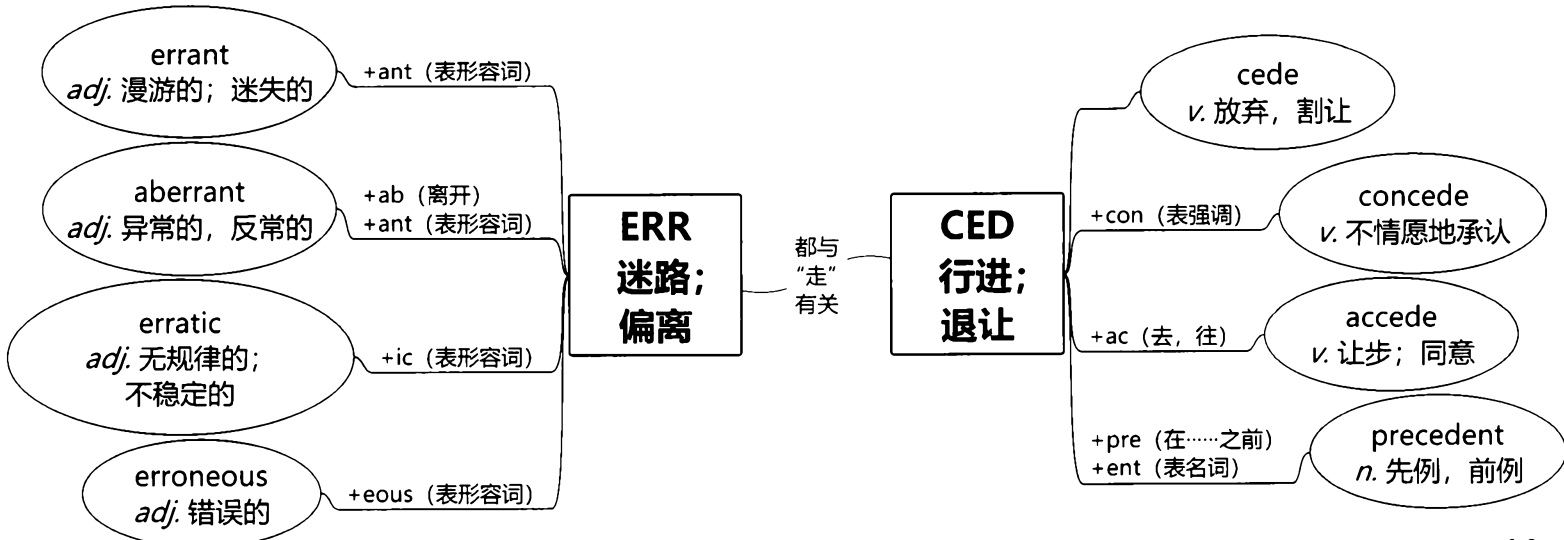 errant
adj. 漫游的；迷失的
+ant（表形容词）
aberrant
adj. 异常的，反常的
+ab（离开）
+ant（表形容词）
erratic
adj. 无规律的；
不稳定的
+ic（表形容词）
erroneous
adj. 错误的
+eous（表形容词）
ERR
迷路；
偏离
都与
“走”
有关
CED
行进；
退让
cede
v. 放弃，割让
+con（表强调）
concede
v. 不情愿地承认
+ac（去，往）
accede
v. 让步；同意
+pre（在……之前）
+ent（表名词）
precedent
n. 先例，前例